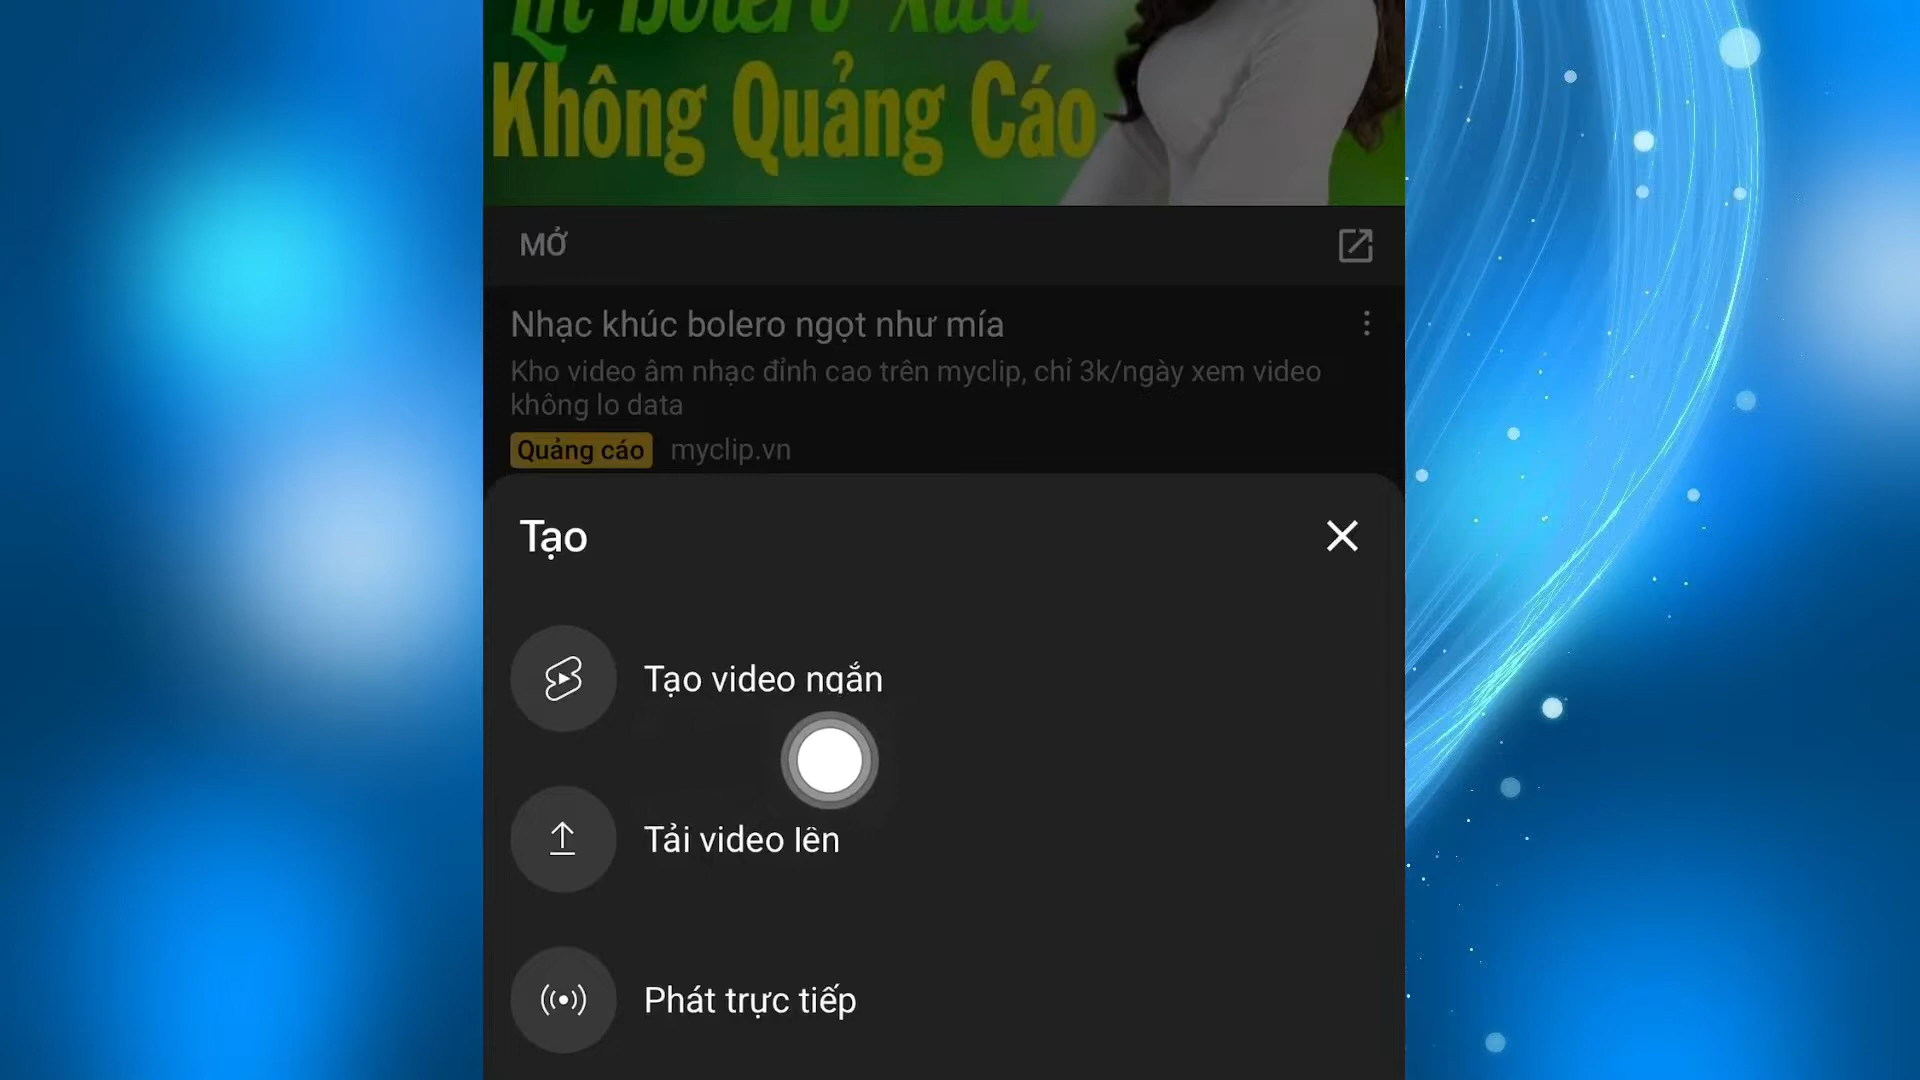 Không Quảng Cáo
MỞ
Nhạc khúc bolero ngọt như mía
Kho video âm nhạc đỉnh cao trên myclip, chỉ 3k/ngày xem video
không lo data
Quảng cáo myclip.vn
Tạo
Tạo video ngắn
Tải video lên
Phát trực tiếp